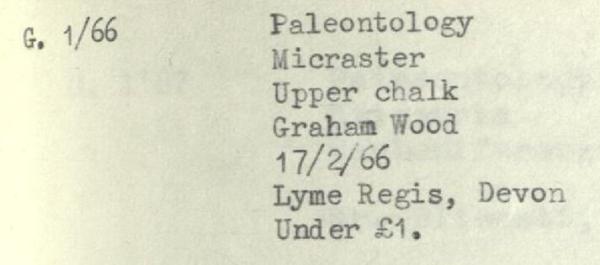 G. 1/66 Paleontology
Micraster
Upper chalk
Graham Wood
17/2/66
Lyme Regis, Devon
Under £1.